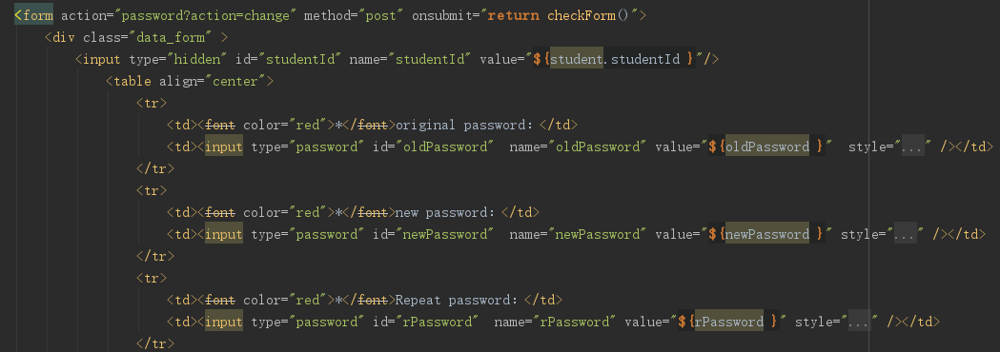 <form action="password?action=change" method="post" onsubmit="return checkForm()">
<div class="data_form" >
<input type="hidden" id="studentId" name="studentId" value="${student.studentId }"/>
<table align="center">
<tr>
<td><font color="red">*</font>original password：</td>
<td><input type="password" id="oldPassword"  name="oldPassword" value="${oldPassword }"  style="..." /></td>
</tr>
<tr>
<td><font color="red">*</font>new password：</td>
<td><input type="password" id="newPassword"  name="newPassword" value="${newPassword }" style="..." /></td>
</tr>
<tr>
<td><font color="red">*</font>Repeat password：</td>
<td><input type="password" id="rPassword"  name="rPassword" value="${rPassword }" style="..." /></td>
</tr>